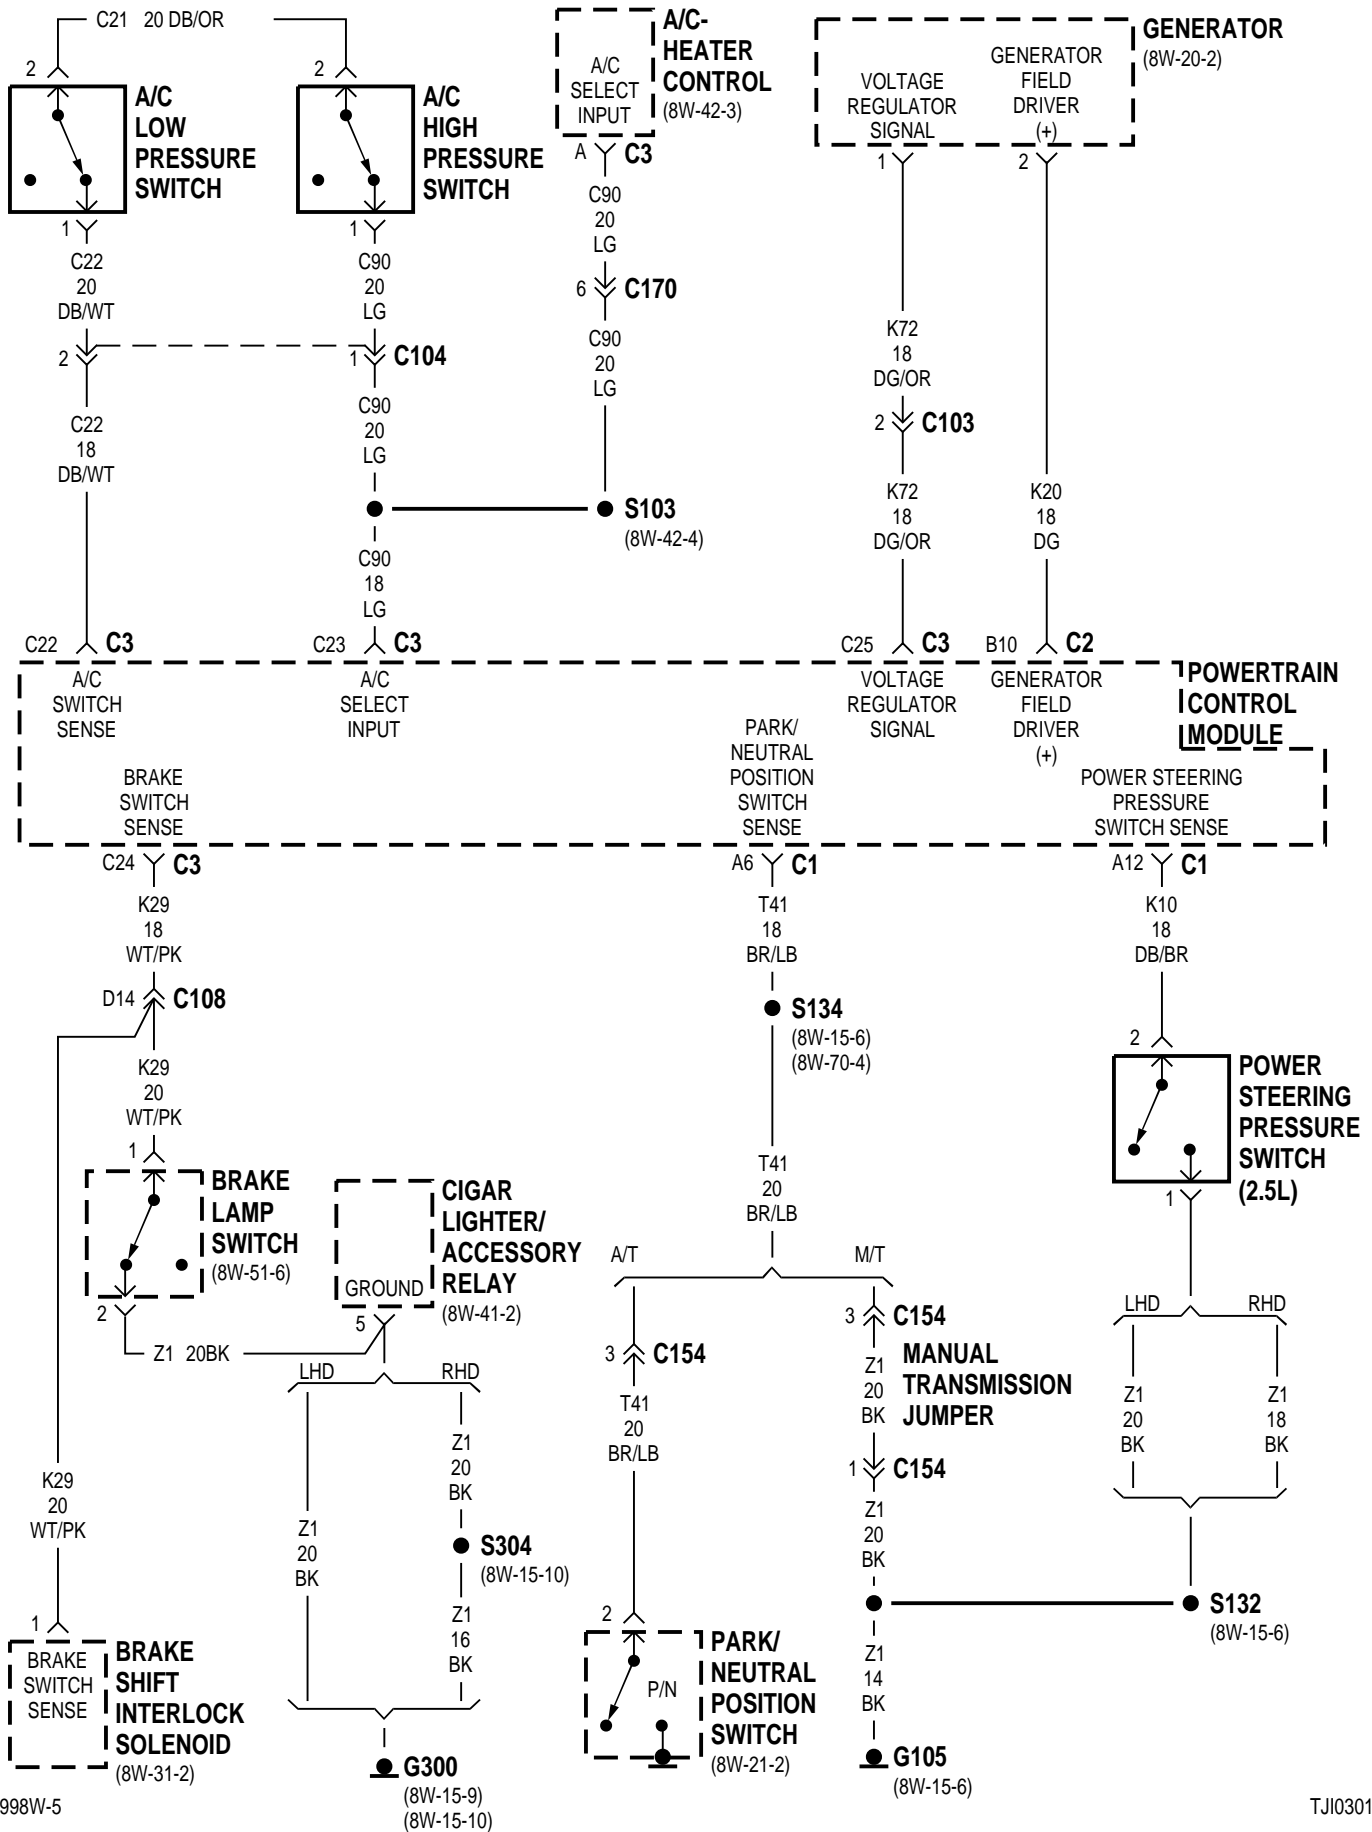 C21 20 DB/OR
2
A/C
LOW
PRESSURE
SWITCH
1
C22
20
DB/WT
2
C22
18
DB/WT
C22
C3
2
A/C
HIGH
PRESSURE
SWITCH
1
C90
20
LG
1
C104
C90
20
LG
C90
18
LG
C23
C3
A/C
SELECT
INPUT
A/C-
HEATER
CONTROL
(8W-42-3)
A
C3
C90
20
LG
6
C170
C90
20
LG
S103
(8W-42-4)
VOLTAGE
REGULATOR
SIGNAL
GENERATOR
FIELD
DRIVER
(+)
GENERATOR
(8W-20-2)
1
2
K72
18
DG/OR
2
C103
K72
18
DG/OR
K20
18
DG
C25
C3
B10
C2
A/C
SWITCH
SENSE
A/C
SELECT
INPUT
VOLTAGE
REGULATOR
SIGNAL
GENERATOR
FIELD
DRIVER
(+)
POWERTRAIN
CONTROL
MODULE
BRAKE
SWITCH
SENSE
PARK/
NEUTRAL
POSITION
SWITCH
SENSE
POWER STEERING
PRESSURE
SWITCH SENSE
C24
C3
K29
18
WT/PK
D14
C108
K29
20
WT/PK
1
BRAKE
LAMP
SWITCH
(8W-51-6)
2
Z1 20BK
GROUND
CIGAR
LIGHTER/
ACCESSORY
RELAY
(8W-41-2)
5
LHD
RHD
Z1
20
BK
Z1
20
BK
S304
(8W-15-10)
Z1
16
BK
G300
(8W-15-9)
(8W-15-10)
K29
20
WT/PK
1
BRAKE
SWITCH
SENSE
BRAKE
SHIFT
INTERLOCK
SOLENOID
(8W-31-2)
A6
C1
T41
18
BR/LB
S134
(8W-15-6)
(8W-70-4)
T41
20
BR/LB
A/T
M/T
3
C154
T41
20
BR/LB
2
P/N
PARK/
NEUTRAL
POSITION
SWITCH
(8W-21-2)
3
C154
Z1
20
BK
MANUAL
TRANSMISSION
JUMPER
1
C154
Z1
20
BK
Z1
14
BK
G105
(8W-15-6)
A12
C1
K10
18
DB/BR
2
POWER
STEERING
PRESSURE
SWITCH
(2.5L)
1
LHD
RHD
Z1
20
BK
Z1
18
BK
S132
(8W-15-6)
998W-5
TJI0301